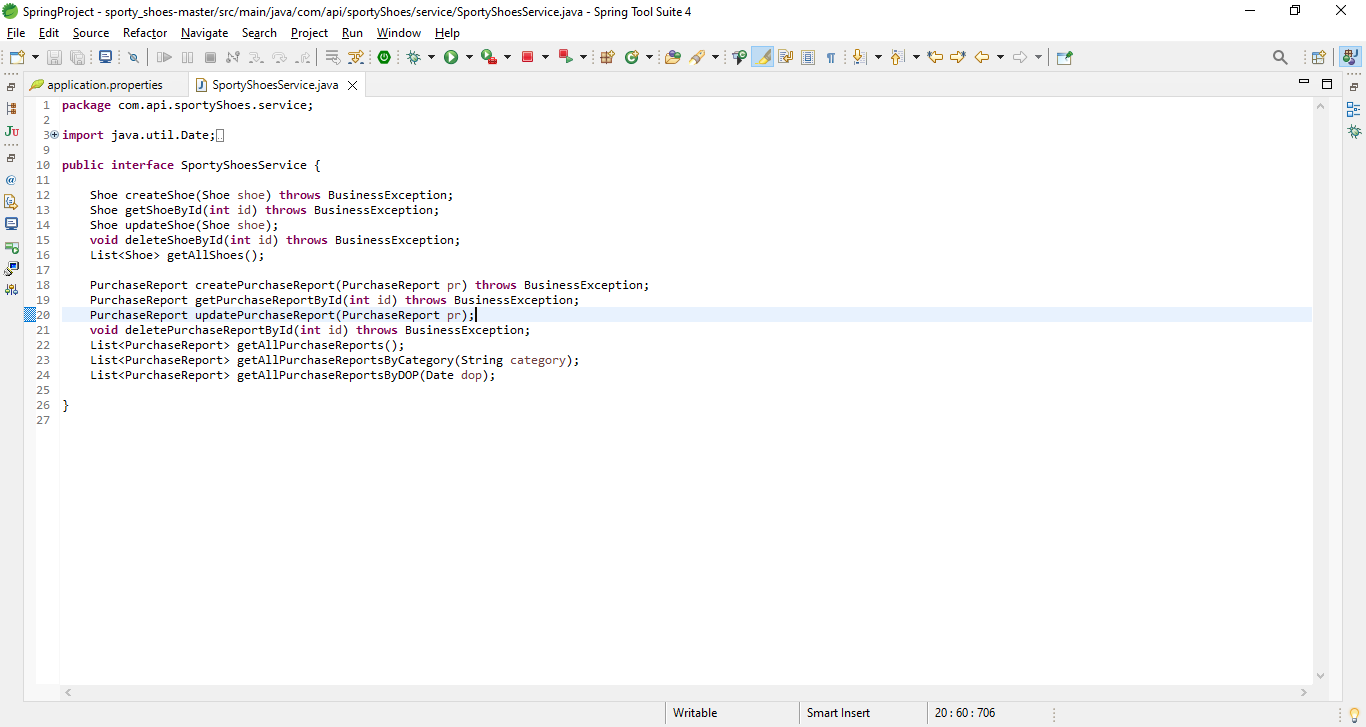 SpringProject - sporty_shoes-master/src/main/java/com/api/sportyShoes/service/SportyShoesService.java - Spring Tool Suite 4
File Edit Source Refactor Navigate Search Project Run Window Help
application.properties SportyShoesService.java
1 package com.api.sportyShoes.service;
2
3 import java.util.Date;
9
10 public interface SportyShoesService {
11
12 Shoe createShoe(Shoe shoe) throws BusinessException;
13 Shoe getShoeById(int id) throws BusinessException;
14 Shoe updateShoe(Shoe shoe);
15 void deleteShoeById(int id) throws BusinessException;
16 List<Shoe> getAllShoes();
17
18 PurchaseReport createPurchaseReport(PurchaseReport pr) throws BusinessException;
19 PurchaseReport getPurchaseReportById(int id) throws BusinessException;
20 PurchaseReport updatePurchaseReport(PurchaseReport pr);
21 void deletePurchaseReportById(int id) throws BusinessException;
22 List<PurchaseReport> getAllPurchaseReports();
23 List<PurchaseReport> getAllPurchaseReportsByCategory(String category);
24 List<PurchaseReport> getAllPurchaseReportsByDOP(Date dop);
25
26 }
27
Writable Smart Insert 20 : 60 : 706